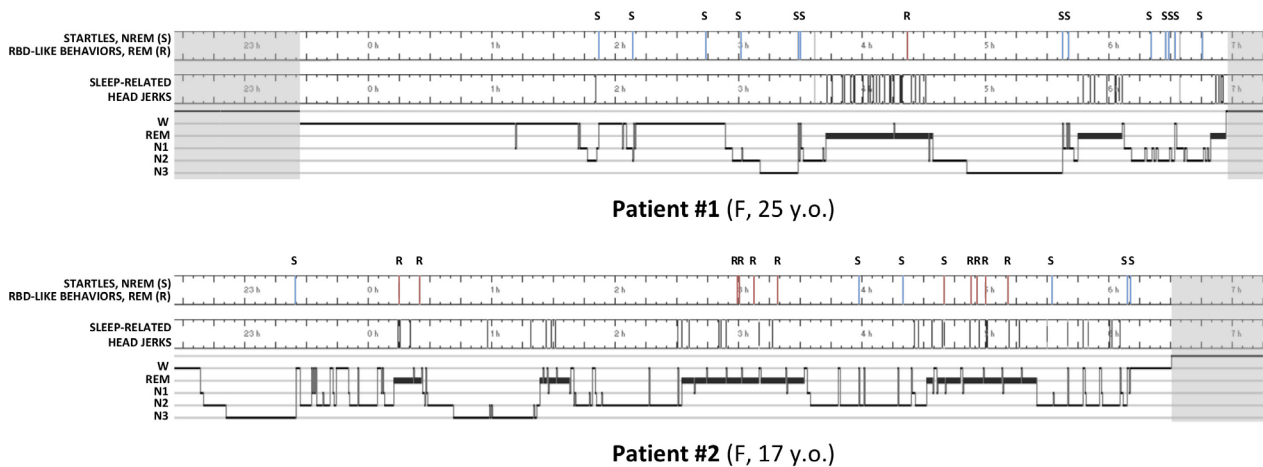 S S S S SS R SS S SSS S
STARTLES, NREM (S)
RBD-LIKE BEHAVIORS, REM (R)
23 h 0 h 1 h 2 h 3 h 4 h 5 h 6 h 7 h
SLEEP-RELATED
HEAD JERKS
23 h 0 h 1 h 2 h 3 h 4 h 5 h 6 h 7 h
W
REM
N1
N2
N3
Patient #1 (F, 25 y.o.)
S R R RR R R S S S RRR R S SS
STARTLES, NREM (S)
RBD-LIKE BEHAVIORS, REM (R)
23 h 0 h 1 h 2 h 3 h 4 h 5 h 6 h 7 h
SLEEP-RELATED
HEAD JERKS
23 h 0 h 1 h 2 h 3 h 4 h 5 h 6 h 7 h
W
REM
N1
N2
N3
Patient #2 (F, 17 y.o.)